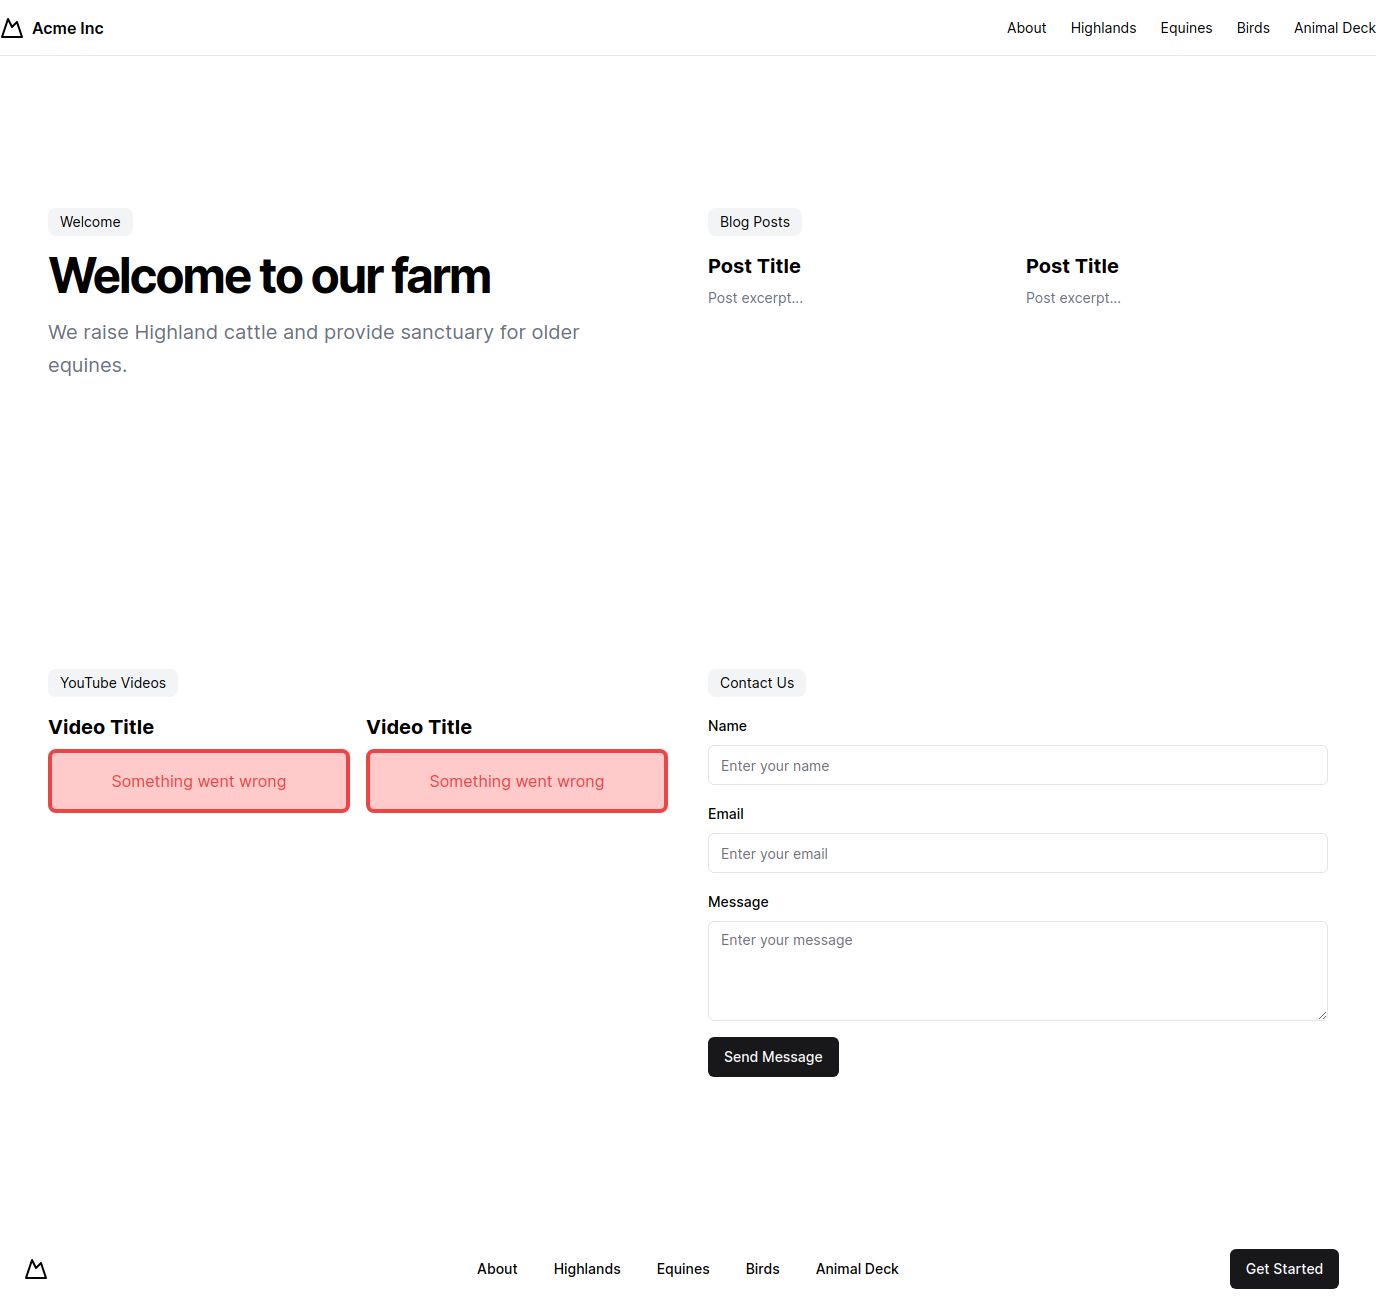 Acme Inc
About Highlands Equines Birds Animal Deck
Welcome
Welcome to our farm
We raise Highland cattle and provide sanctuary for older
equines.
Blog Posts
Post Title
Post excerpt...
Post Title
Post excerpt...
YouTube Videos
Video Title
Something went wrong
Video Title
Something went wrong
Contact Us
Name
Enter your name
Email
Enter your email
Message
Enter your message
Send Message
About Highlands Equines Birds Animal Deck
Get Started